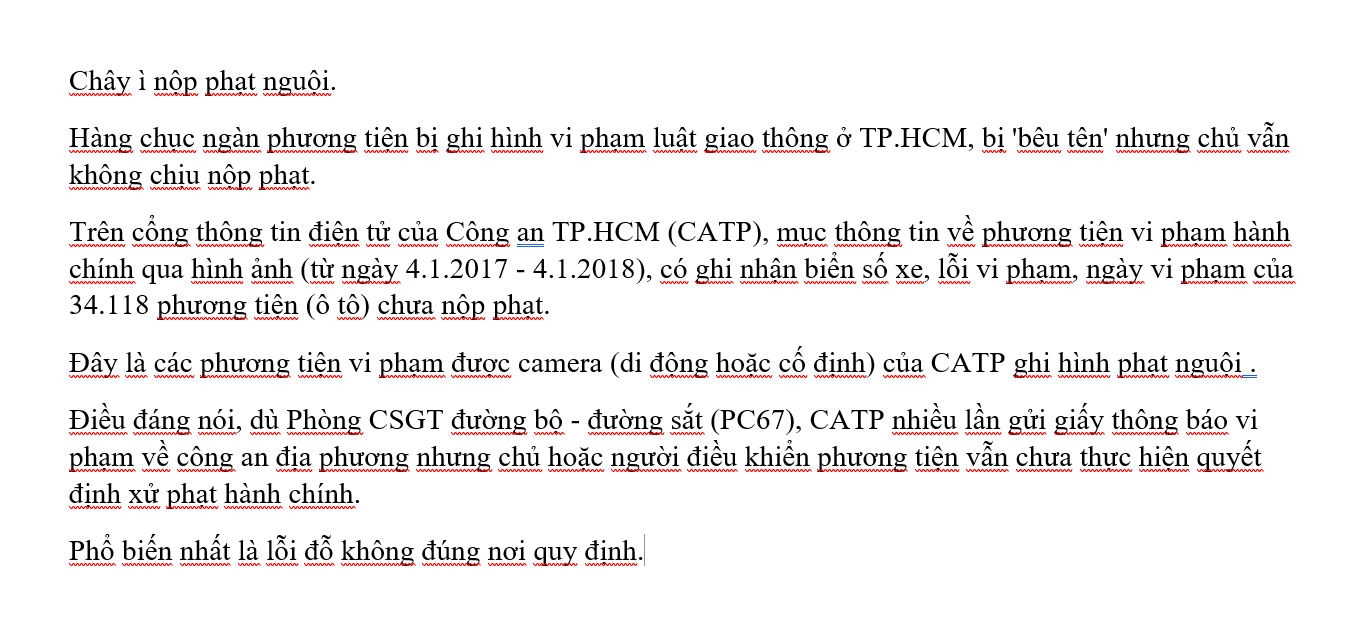 Chây ì nộp phạt nguội.
Hàng chục ngàn phương tiện bị ghi hình vi phạm luật giao thông ở TP.HCM, bị 'bêu tên' nhưng chủ vẫn
không chịu nộp phạt.
Trên cổng thông tin điện tử của Công an TP.HCM (CATP), mục thông tin về phương tiện vi phạm hành
chính qua hình ảnh (từ ngày 4.1.2017 - 4.1.2018), có ghi nhận biển số xe, lỗi vi phạm, ngày vi phạm của
34.118 phương tiện (ô tô) chưa nộp phạt.
Đây là các phương tiện vi phạm được camera (di động hoặc cố định) của CATP ghi hình phạt nguội .
Điều đáng nói, dù Phòng CSGT đường bộ - đường sắt (PC67), CATP nhiều lần gửi giấy thông báo vi
phạm về công an địa phương nhưng chủ hoặc người điều khiển phương tiện vẫn chưa thực hiện quyết
định xử phạt hành chính.
Phổ biến nhất là lỗi đỗ không đúng nơi quy định.